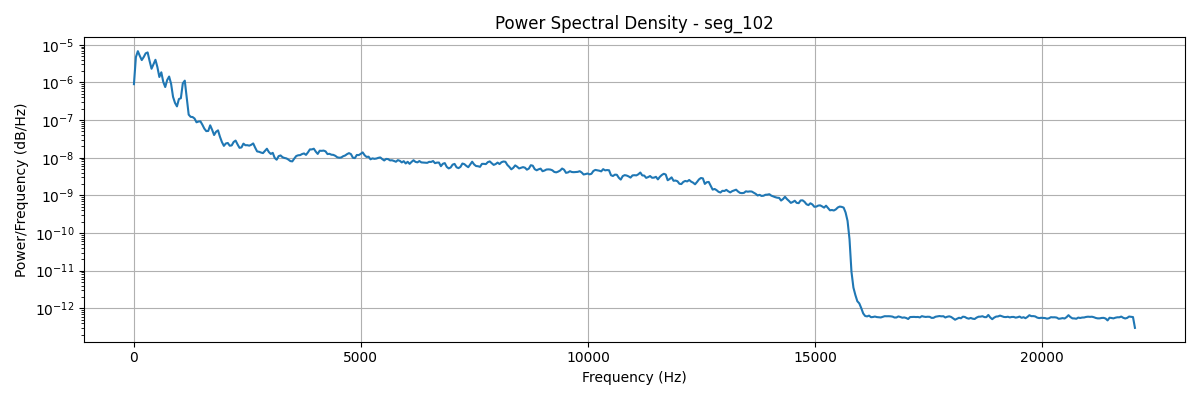 Power Spectral Density - seg_102
Power/Frequency (dB/Hz)
10⁻⁵
10⁻⁶
10⁻⁷
10⁻⁸
10⁻⁹
10⁻¹⁰
10⁻¹¹
10⁻¹²
0 5000 10000 15000 20000
Frequency (Hz)